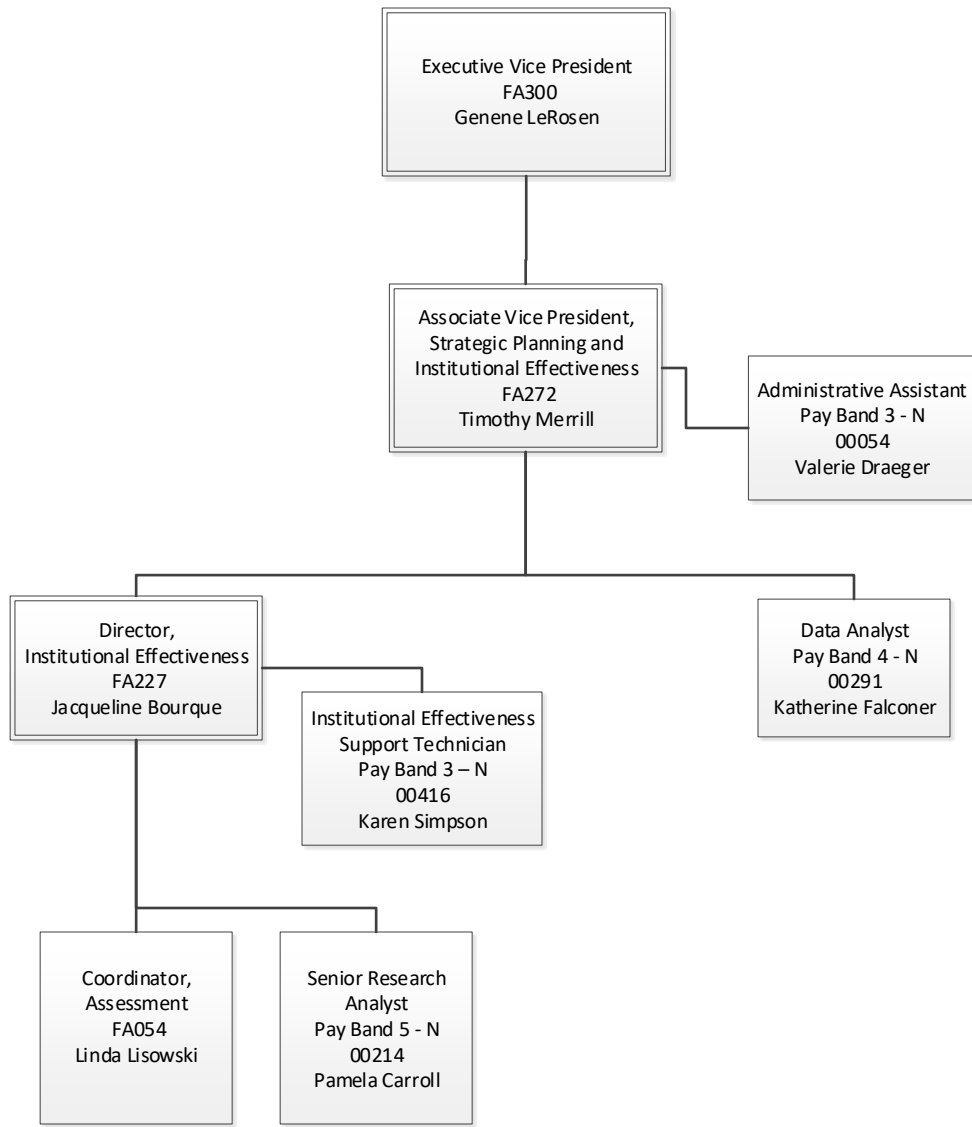 Executive Vice President
FA300
Genene LeRosen
Associate Vice President,
Strategic Planning and
Institutional Effectiveness
FA272
Timothy Merrill
Administrative Assistant
Pay Band 3 - N
00054
Valerie Draeger
Director,
Institutional Effectiveness
FA227
Jacqueline Bourque
Institutional Effectiveness
Support Technician
Pay Band 3 – N
00416
Karen Simpson
Data Analyst
Pay Band 4 - N
00291
Katherine Falconer
Coordinator,
Assessment
FA054
Linda Lisowski
Senior Research
Analyst
Pay Band 5 - N
00214
Pamela Carroll